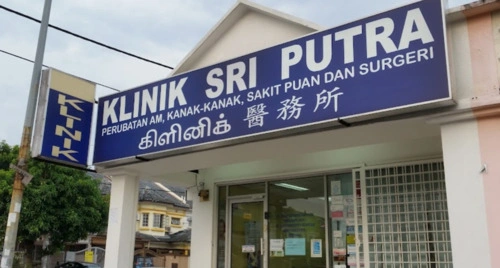 KLINIK SRI PUTRA
PERUBATAN AM, KANAK-KANAK, SAKIT PUAN DAN SURGERI
கிளினிக் 醫務所
KLINIK